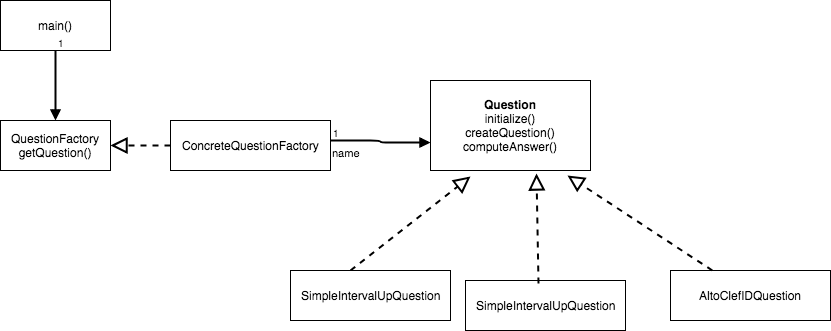 main()
1
QuestionFactory
getQuestion()
ConcreteQuestionFactory
1
name
Question
initialize()
createQuestion()
computeAnswer()
SimpleIntervalUpQuestion
SimpleIntervalUpQuestion
AltoClefIDQuestion